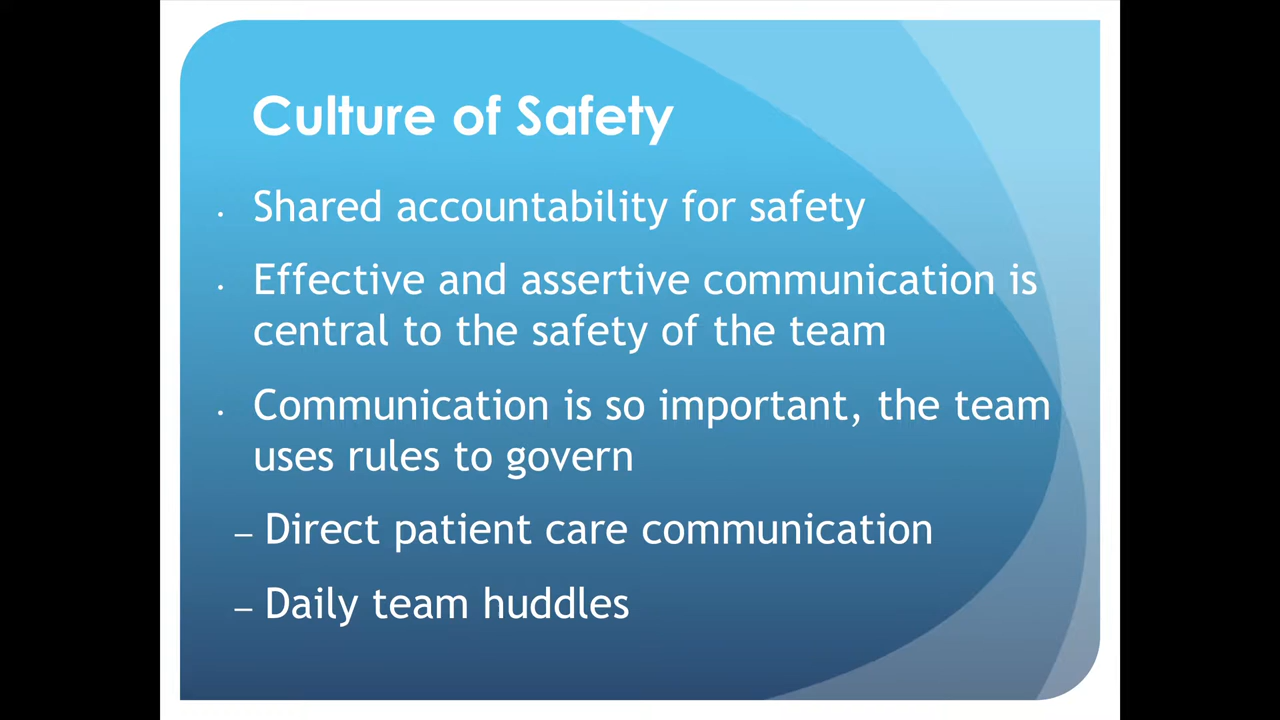 Culture of Safety
· Shared accountability for safety
· Effective and assertive communication is
central to the safety of the team
· Communication is so important, the team
uses rules to govern
– Direct patient care communication
– Daily team huddles